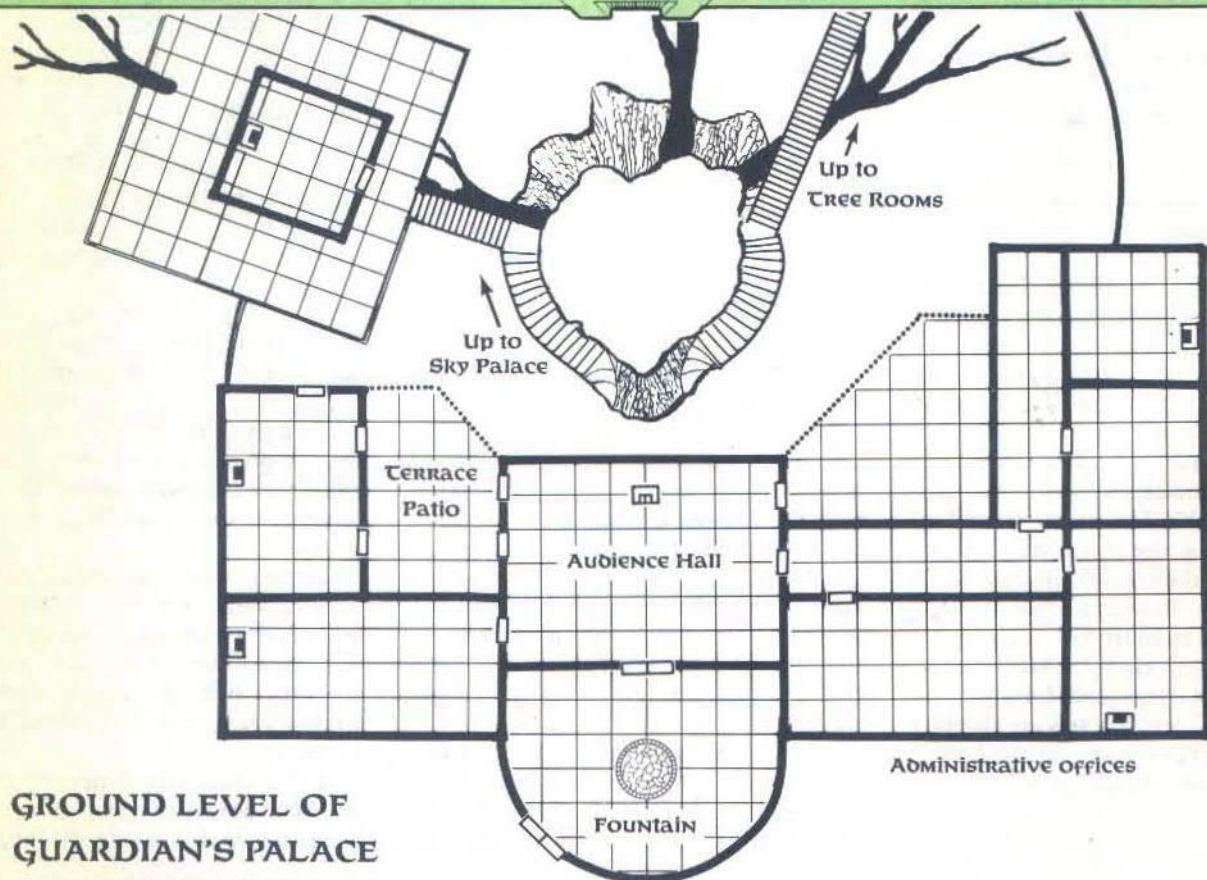 Up to
Tree Rooms
Up to
Sky Palace
Terrace
Patio
Audience Hall
Administrative Offices
Fountain
GROUND LEVEL OF
GUARDIAN'S PALACE